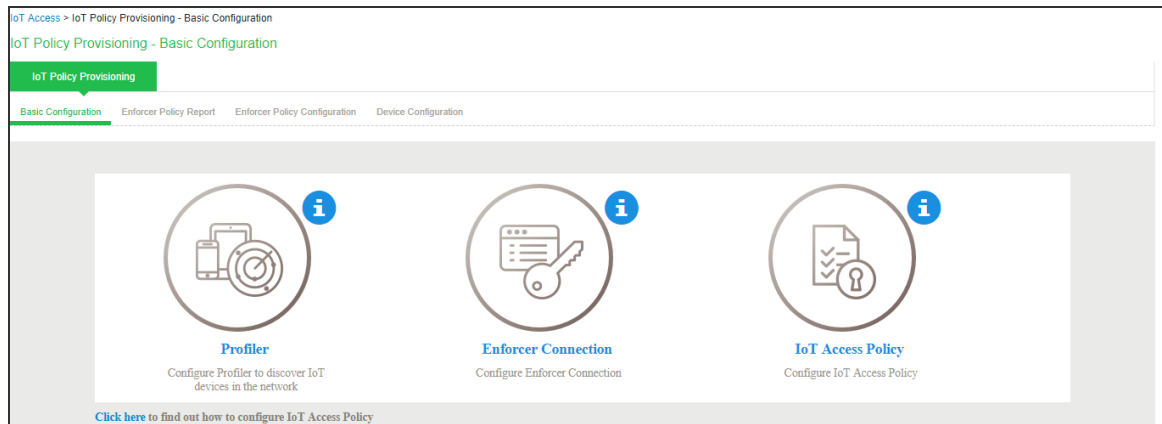 IoT Access > IoT Policy Provisioning - Basic Configuration
IoT Policy Provisioning - Basic Configuration
IoT Policy Provisioning
Basic Configuration Enforcer Policy Report Enforcer Policy Configuration Device Configuration
i i i
Profiler Enforcer Connection IoT Access Policy
Configure Profiler to discover IoT Configure Enforcer Connection Configure IoT Access Policy
devices in the network
Click here to find out how to configure IoT Access Policy